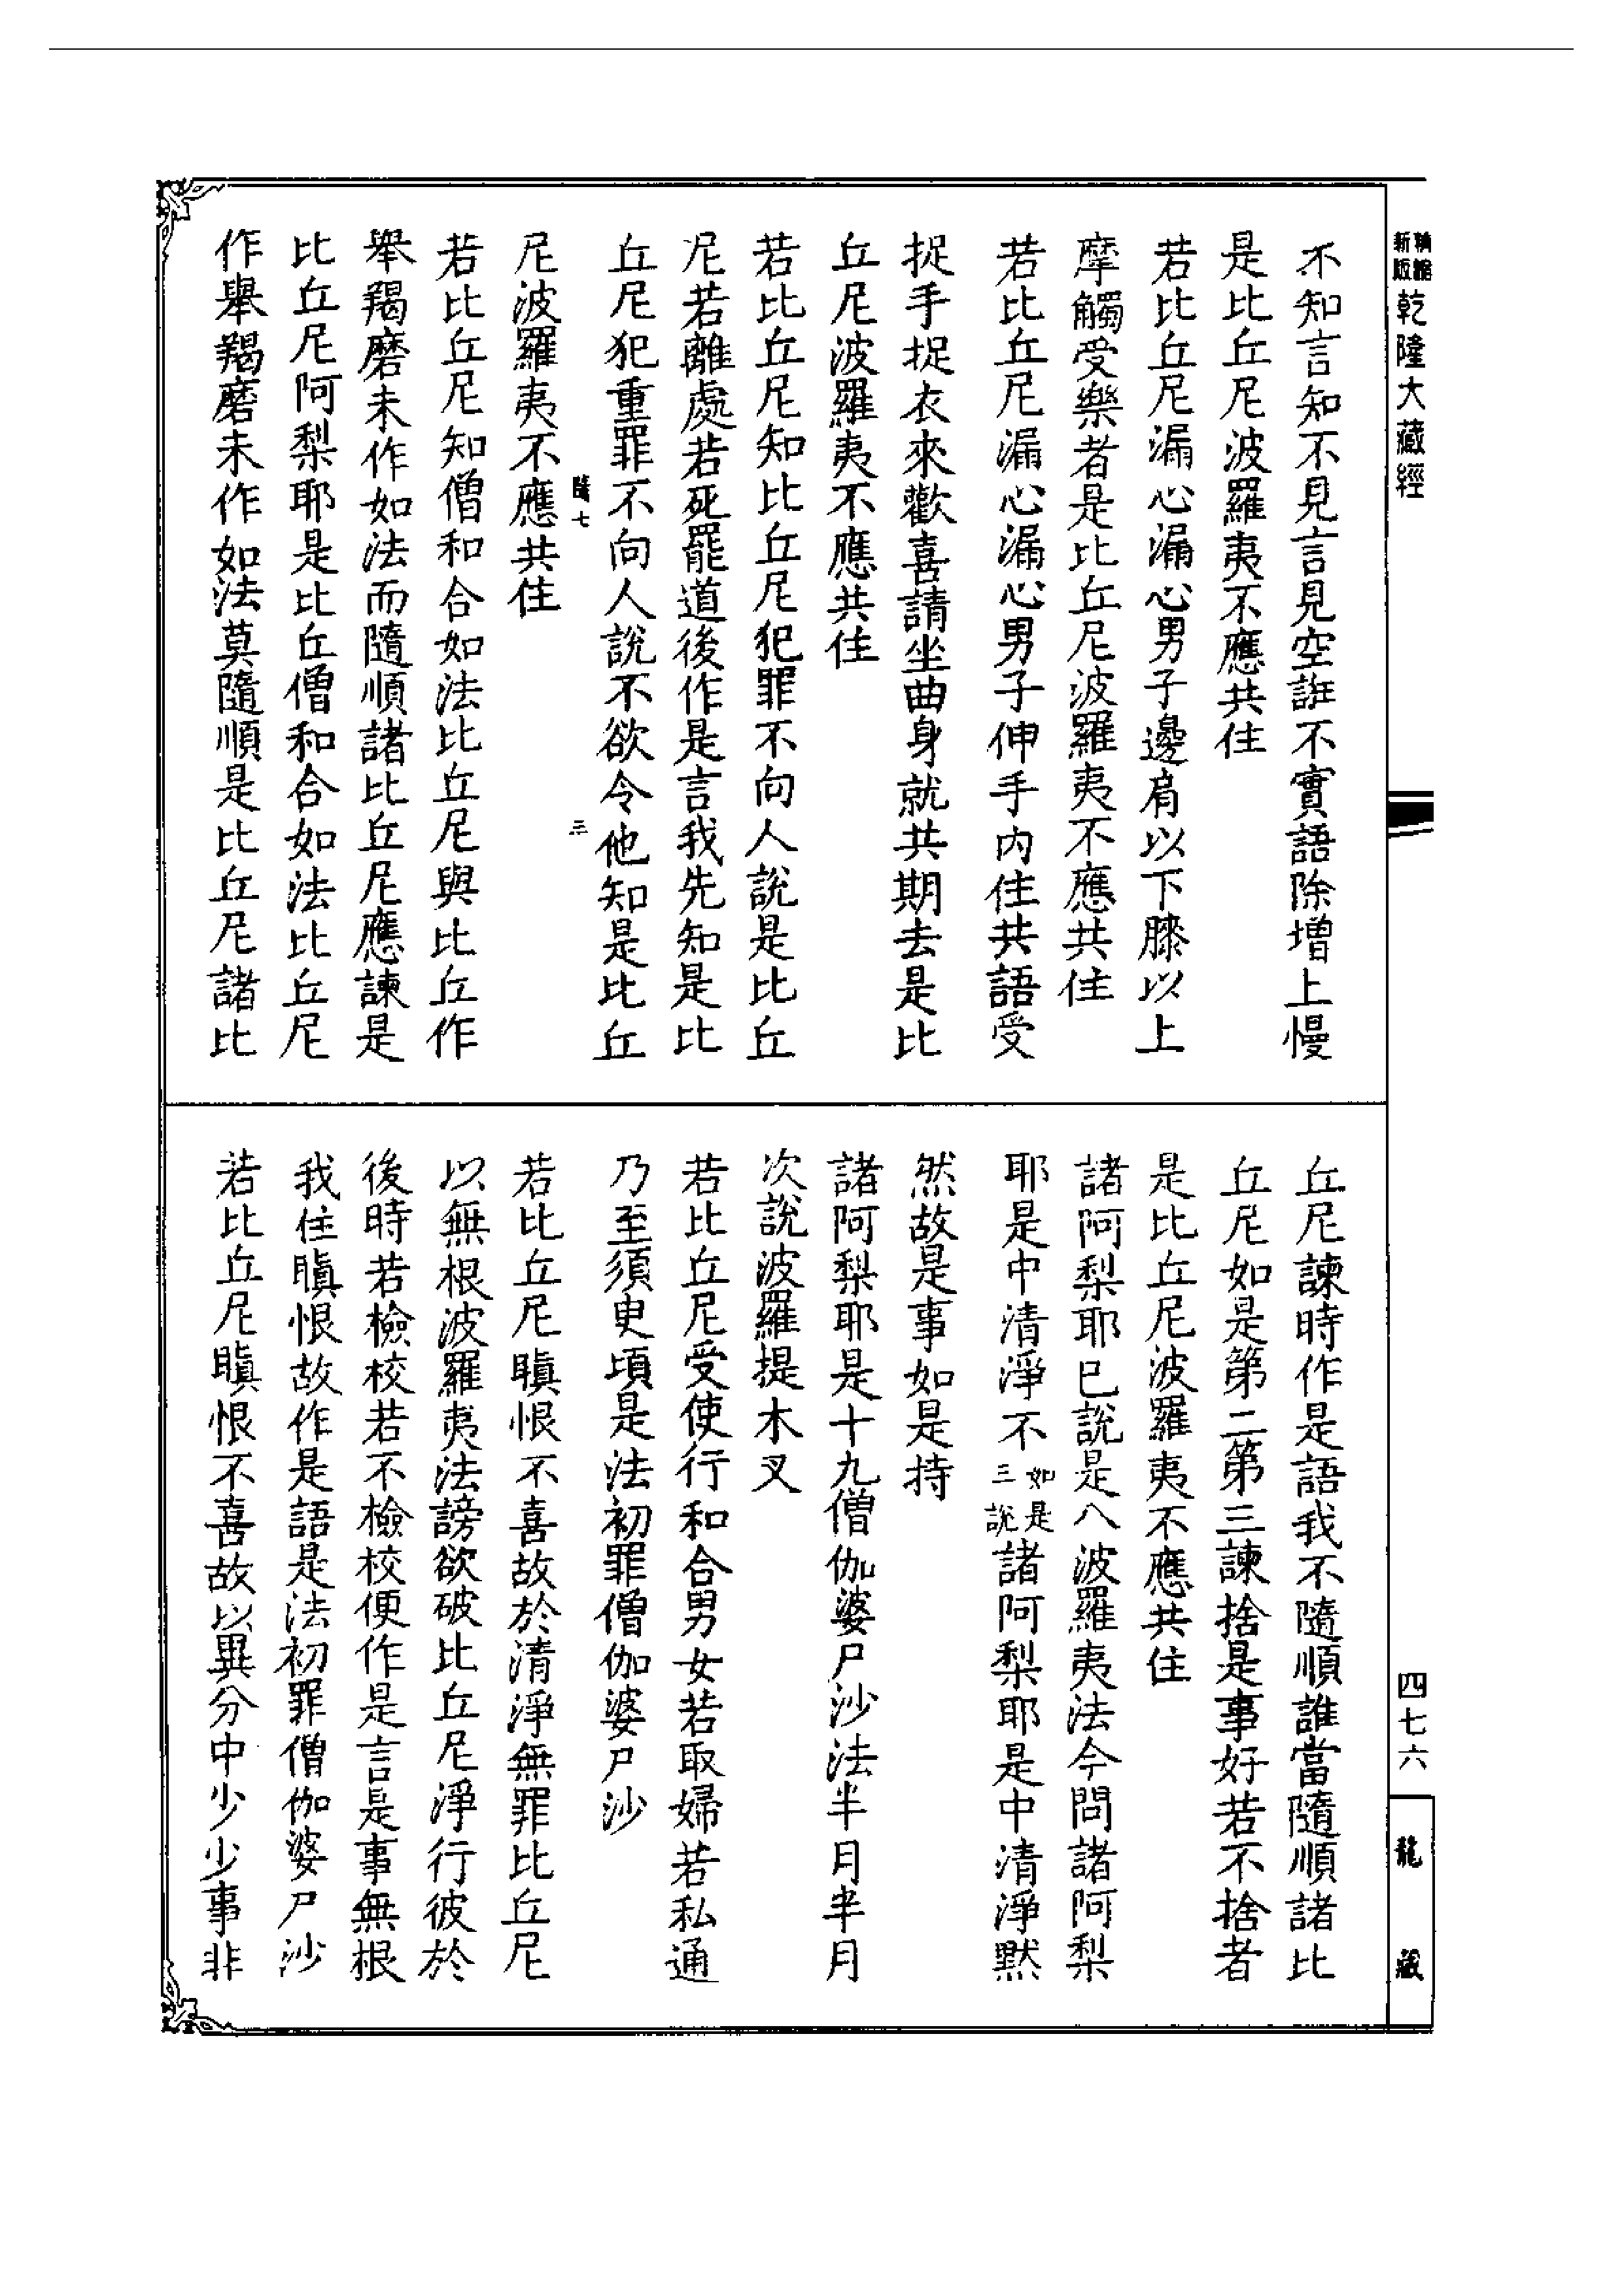 新輯
版縮乾隆大藏經
不知言知不見言見空誑不實語除增上慢
是比丘尼波羅夷不應共住
若比丘尼漏心漏心男子邊肩以下膝以上
摩觸受樂者是比丘尼波羅夷不應共住
若比丘尼漏心漏心男子伸手內住共語受
捉手捉衣來歡喜請坐曲身就共期去是比
丘尼波羅夷不應共住
若比丘尼知比丘尼犯罪不向人說是比丘
尼若離處若死罷道後作是言我先知是比
丘尼犯重罪不向人說不欲令他知是比丘
隨七 三
尼波羅夷不應共住
若比丘尼知僧和合如法比丘尼與比丘作
舉羯磨未作如法而隨順諸比丘尼應諫是
比丘尼阿梨耶是比丘僧和合如法比丘尼
作舉羯磨未作如法莫隨順是比丘尼諸比
丘尼諫時作是語我不隨順誰當隨順諸比
丘尼如是第二第三諫捨是事好若不捨者
是比丘尼波羅夷不應共住
諸阿梨耶已說是八波羅夷法今問諸阿梨
耶是中清淨不如是三說諸阿梨耶是中清淨默
然故是事如是持
諸阿梨耶是十九僧伽婆尸沙法半月半月
次說波羅提木叉
若比丘尼受使行和合男女若取婦若私通
乃至須臾頃是法初罪僧伽婆尸沙
若比丘尼瞋恨不喜故於清淨無罪比丘尼
以無根波羅夷法謗欲破比丘尼淨行彼於
後時若檢校若不檢校便作是言是事無根
我住瞋恨故作是語是法初罪僧伽婆尸沙
若比丘尼瞋恨不喜故以異分中少少事非
四七六
龍藏